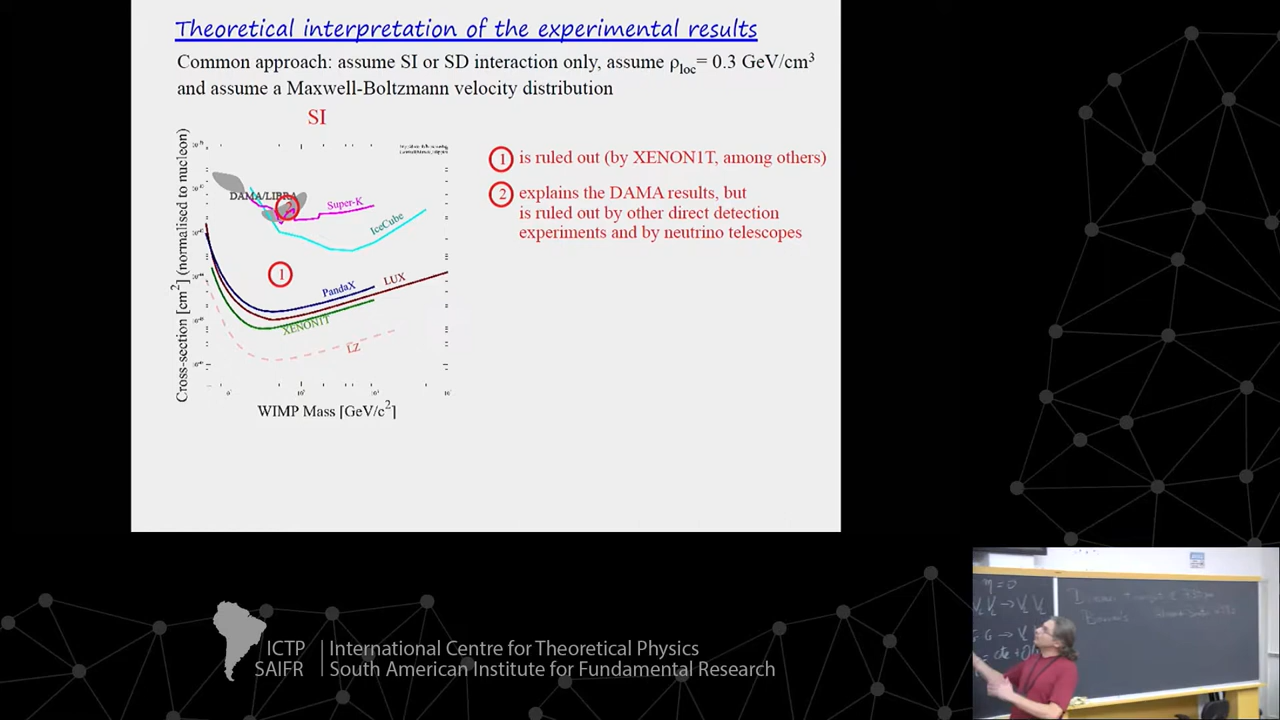 Theoretical interpretation of the experimental results
Common approach: assume SI or SD interaction only, assume ρloc= 0.3 GeV/cm3
and assume a Maxwell-Boltzmann velocity distribution
SI
Cross-section [cm2] (normalised to nucleon)
DAMA/LIBRA
2
Super-K
IceCube
1
PandaX
LUX
XENON1T
LZ
WIMP Mass [GeV/c2]
1 is ruled out (by XENON1T, among others)
2 explains the DAMA results, but
is ruled out by other direct detection
experiments and by neutrino telescopes
ICTP
SAIFR
International Centre for Theoretical Physics
South American Institute for Fundamental Research